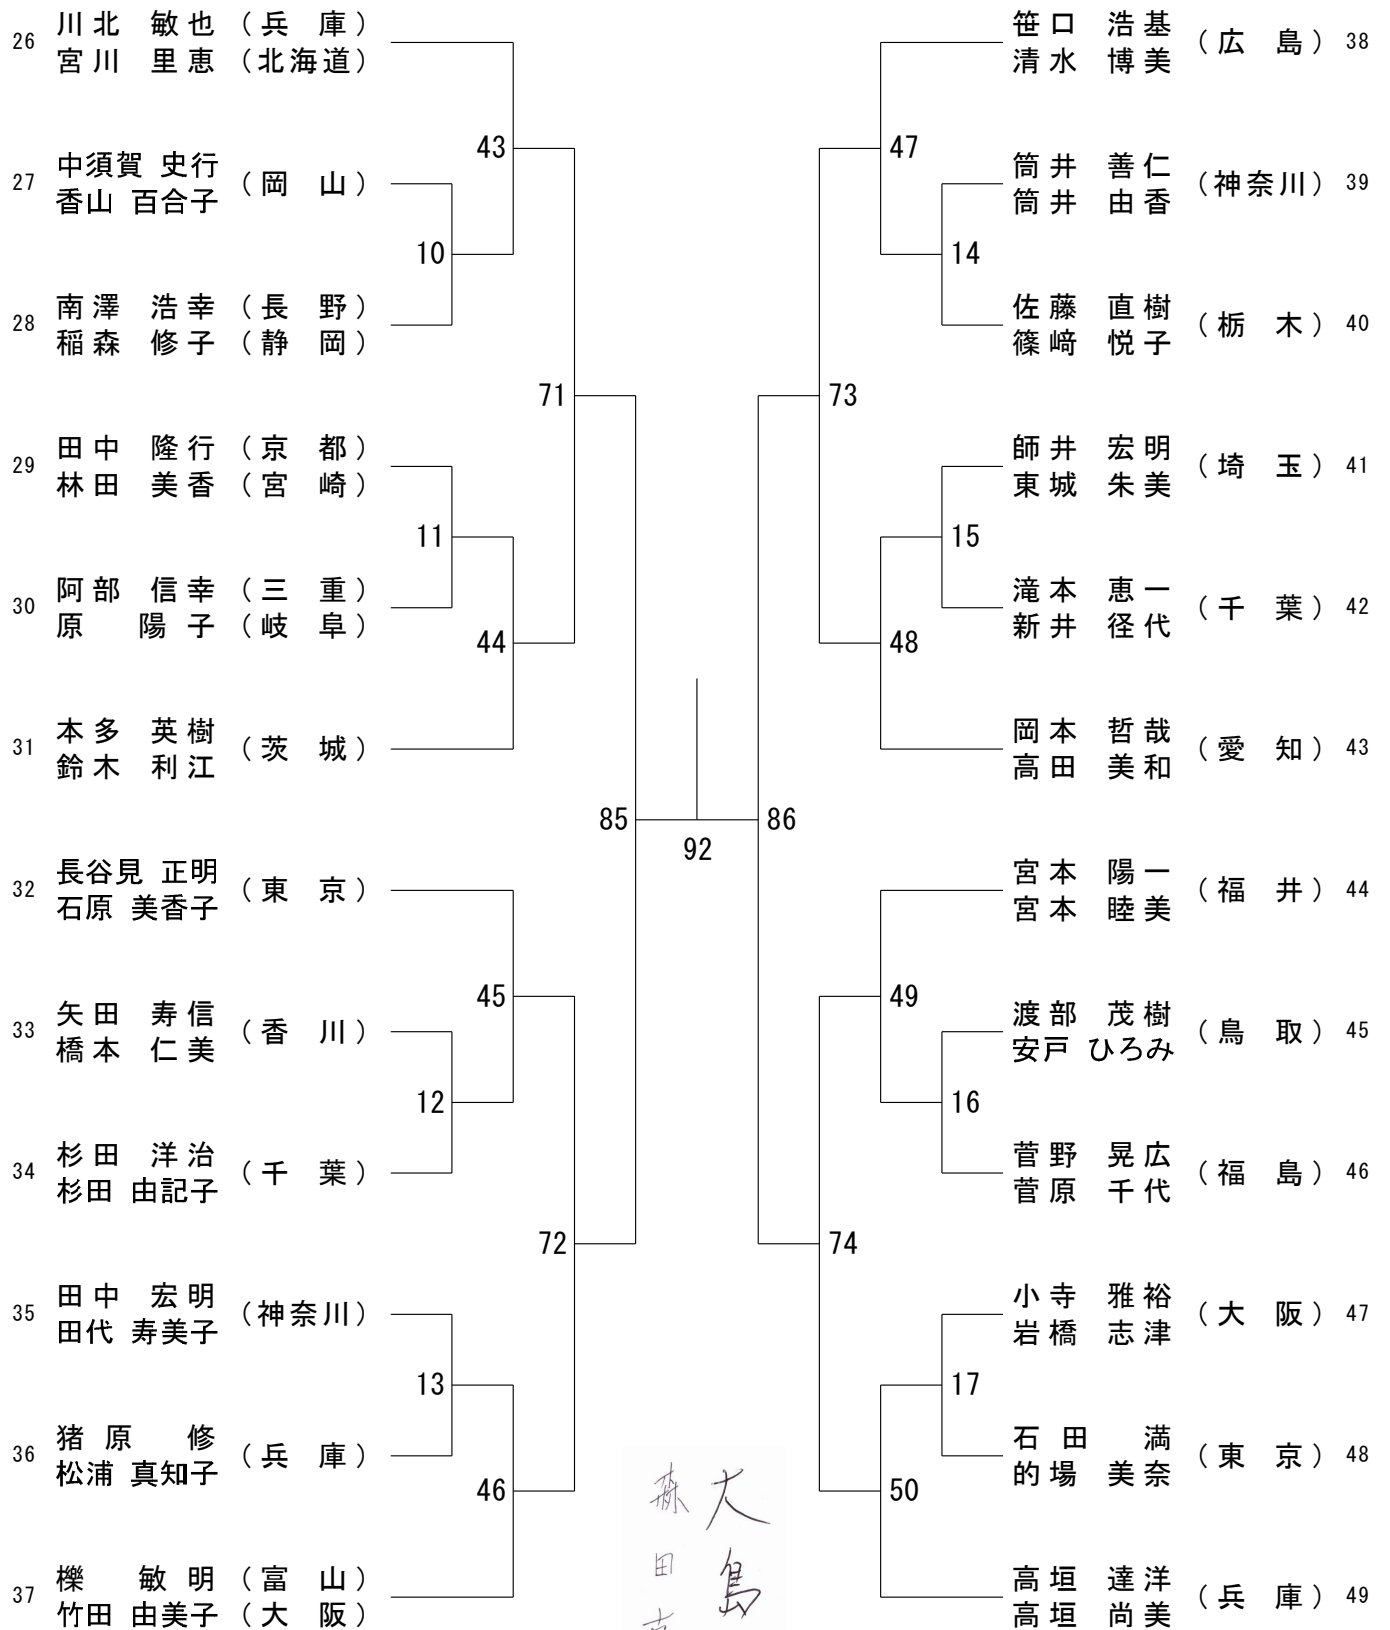 26 川北 敏也 (兵 庫)
宮川 里恵 (北海道)
43
27 中須賀 史行 (岡 山)
香山 百合子
10
28 南澤 浩幸 (長 野)
稲森 修子 (静 岡)
71
29 田中 隆行 (京 都)
林田 美香 (宮 崎)
11
30 阿部 信幸 (三 重)
原 陽子 (岐 阜)
44
31 本多 英樹 (茨 城)
鈴木 利江
85
32 長谷見 正明 (東 京)
石原 美香子
45
33 矢田 寿信 (香 川)
橋本 仁美
12
34 杉田 洋治 (千 葉)
杉田 由記子
72
35 田中 宏明 (神奈川)
田代 寿美子
13
36 猪原 修 (兵 庫)
松浦 真知子
46
37 櫟 敏明 (富 山)
竹田 由美子 (大 阪)
92
笹口 浩基 (広 島) 38
清水 博美
47
筒井 善仁 (神奈川) 39
筒井 由香
14
佐藤 直樹 (栃 木) 40
篠﨑 悦子
73
師井 宏明 (埼 玉) 41
東城 朱美
15
滝本 恵一 (千 葉) 42
新井 径代
48
岡本 哲哉 (愛 知) 43
高田 美和
86
宮本 陽一 (福 井) 44
宮本 睦美
49
渡部 茂樹 (鳥 取) 45
安戸 ひろみ
16
菅野 晃広 (福 島) 46
菅原 千代
74
小寺 雅裕 (大 阪) 47
岩橋 志津
17
石田 満 (東 京) 48
的場 美奈
50
高垣 達洋 (兵 庫) 49
高垣 尚美
大島
田